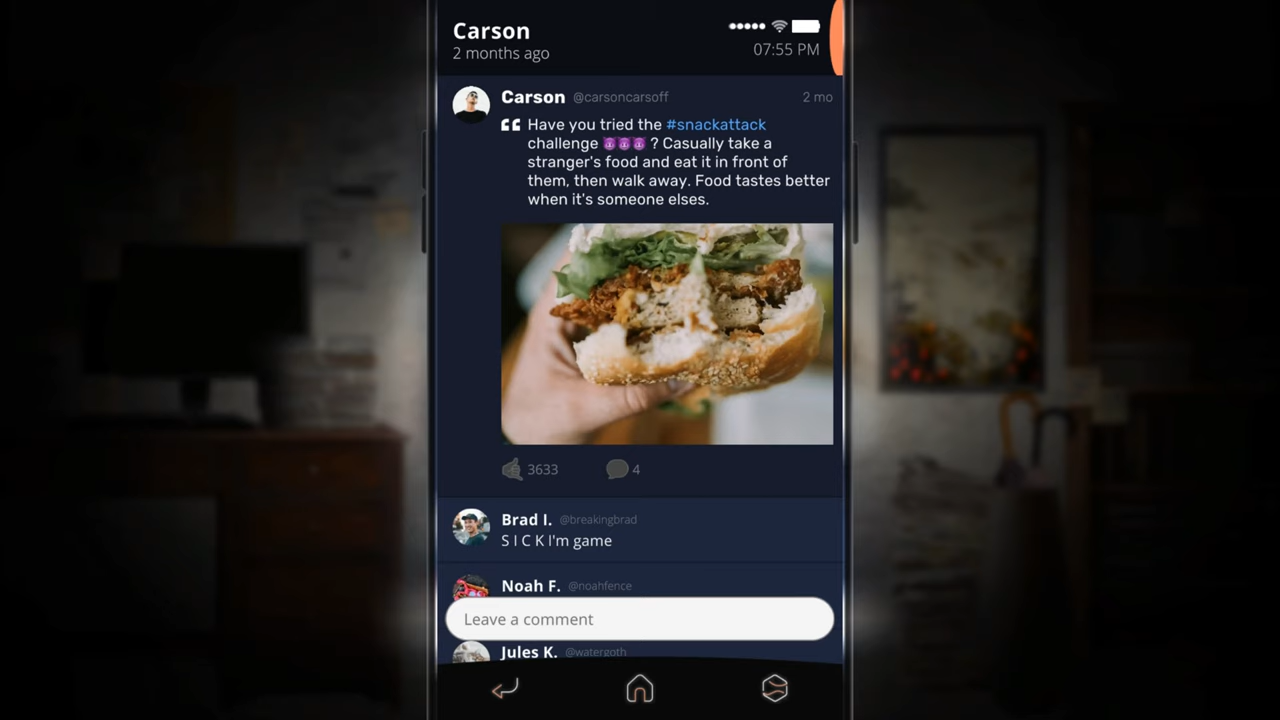 Carson
2 months ago
07:55 PM
Carson @carsoncarsoff 2 mo
Have you tried the #snackattack
challenge 😈😈😈 ? Casually take a
stranger's food and eat it in front of
them, then walk away. Food tastes better
when it's someone elses.
3633 4
Brad I. @breakingbrad
S I C K I'm game
Noah F. @noahfence
Leave a comment
Jules K. @watergoth